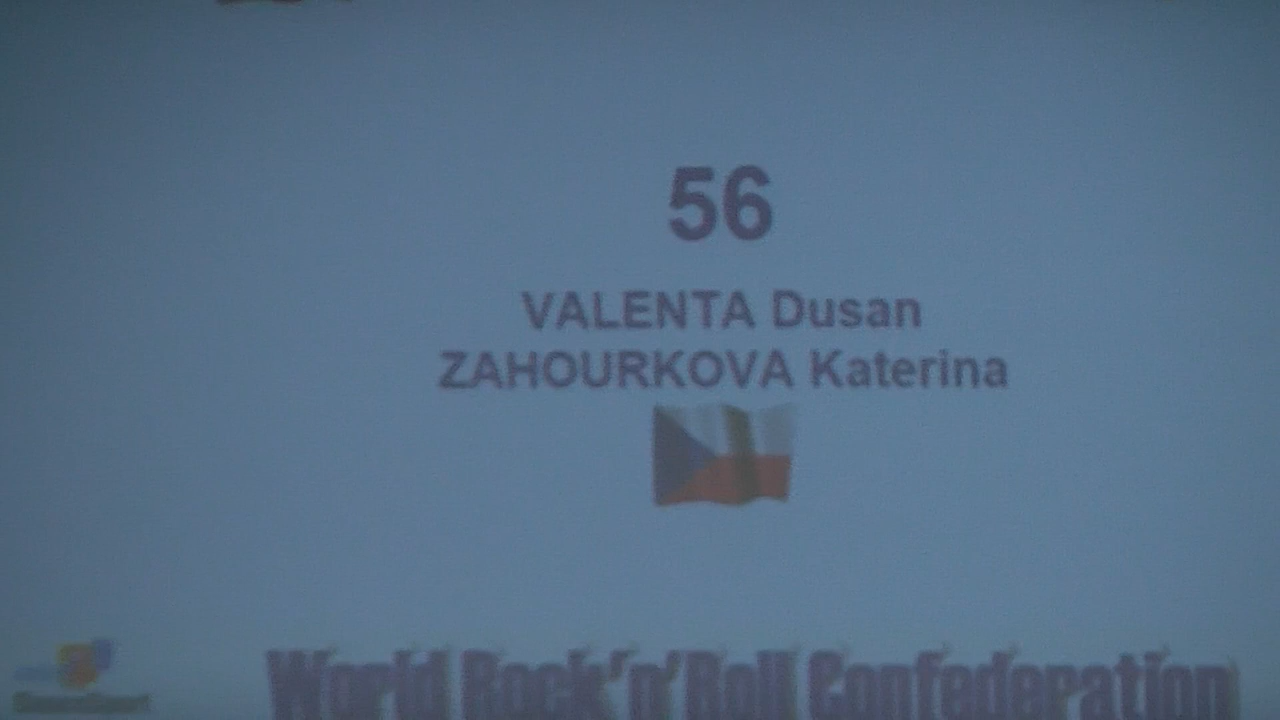 56
VALENTA Dusan
ZAHOURKOVA Katerina
World Rock'n'Roll Confederation